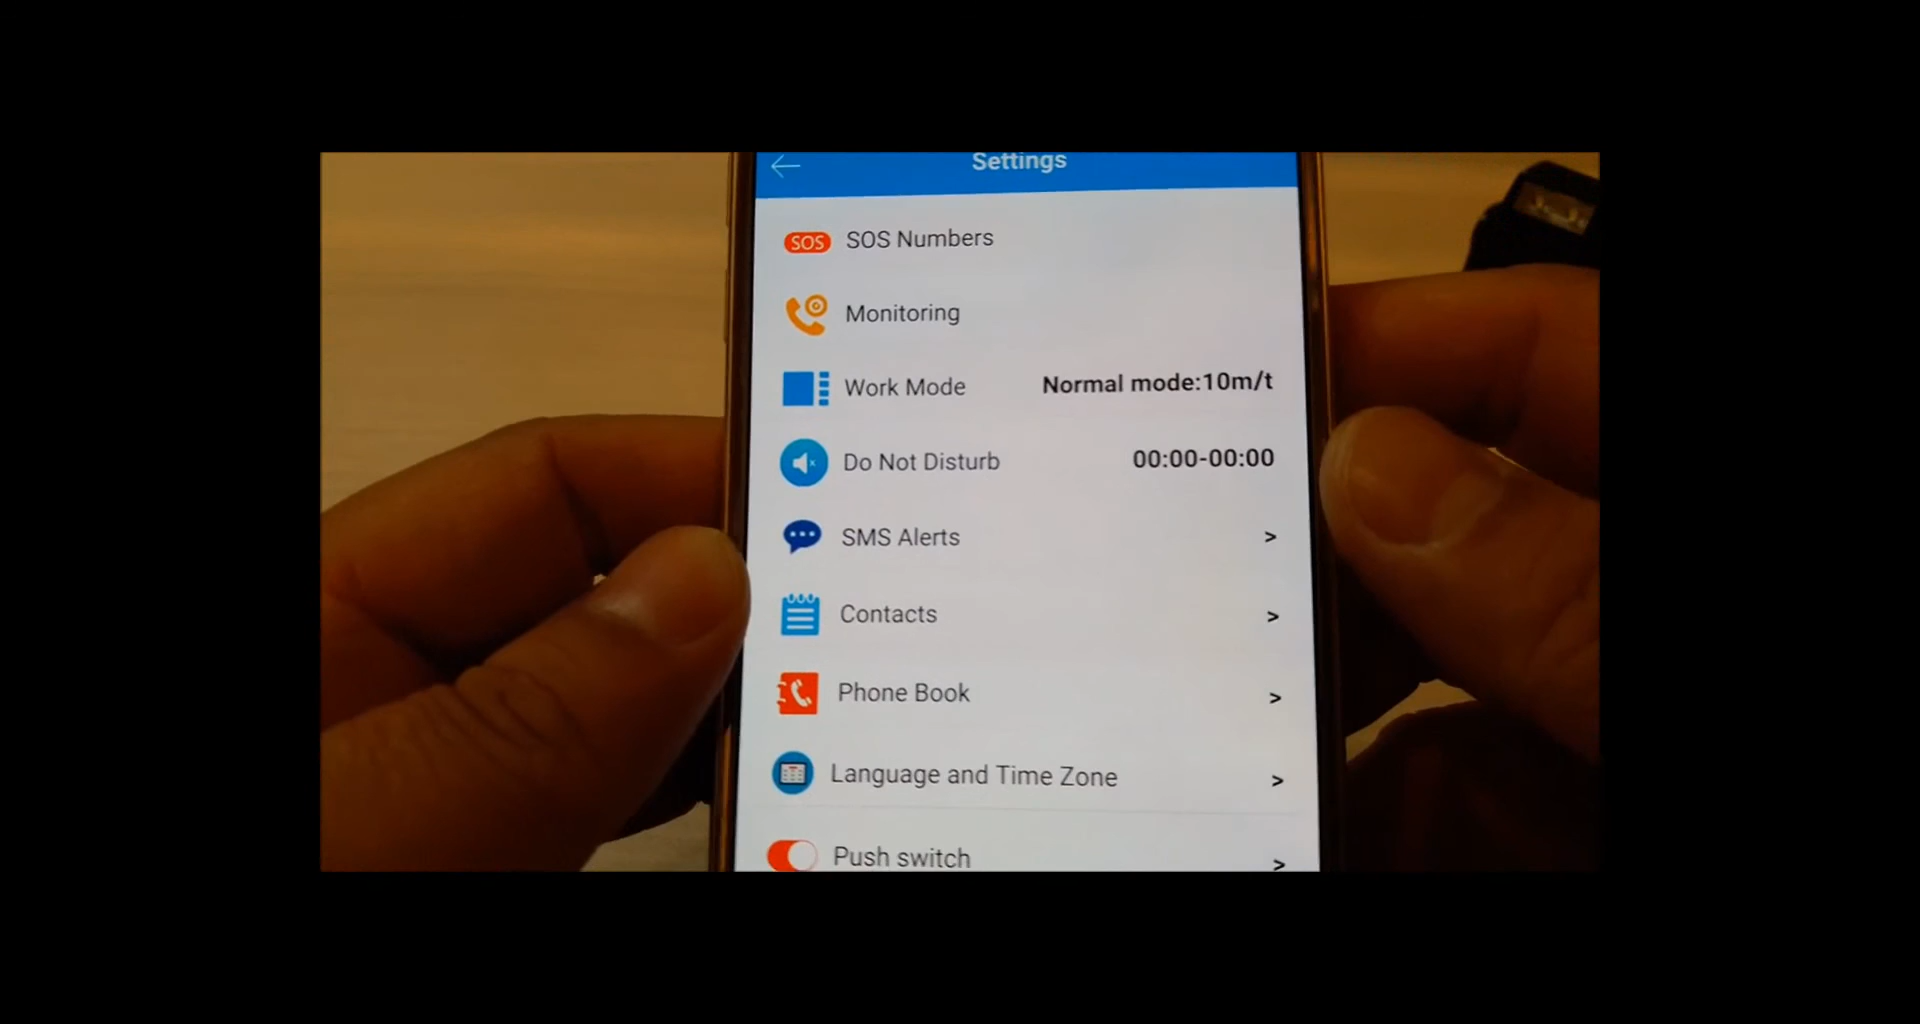 Settings
SOS SOS Numbers
Monitoring
Work Mode Normal mode:10m/t
Do Not Disturb 00:00-00:00
SMS Alerts >
Contacts >
Phone Book >
Language and Time Zone >
Push switch >